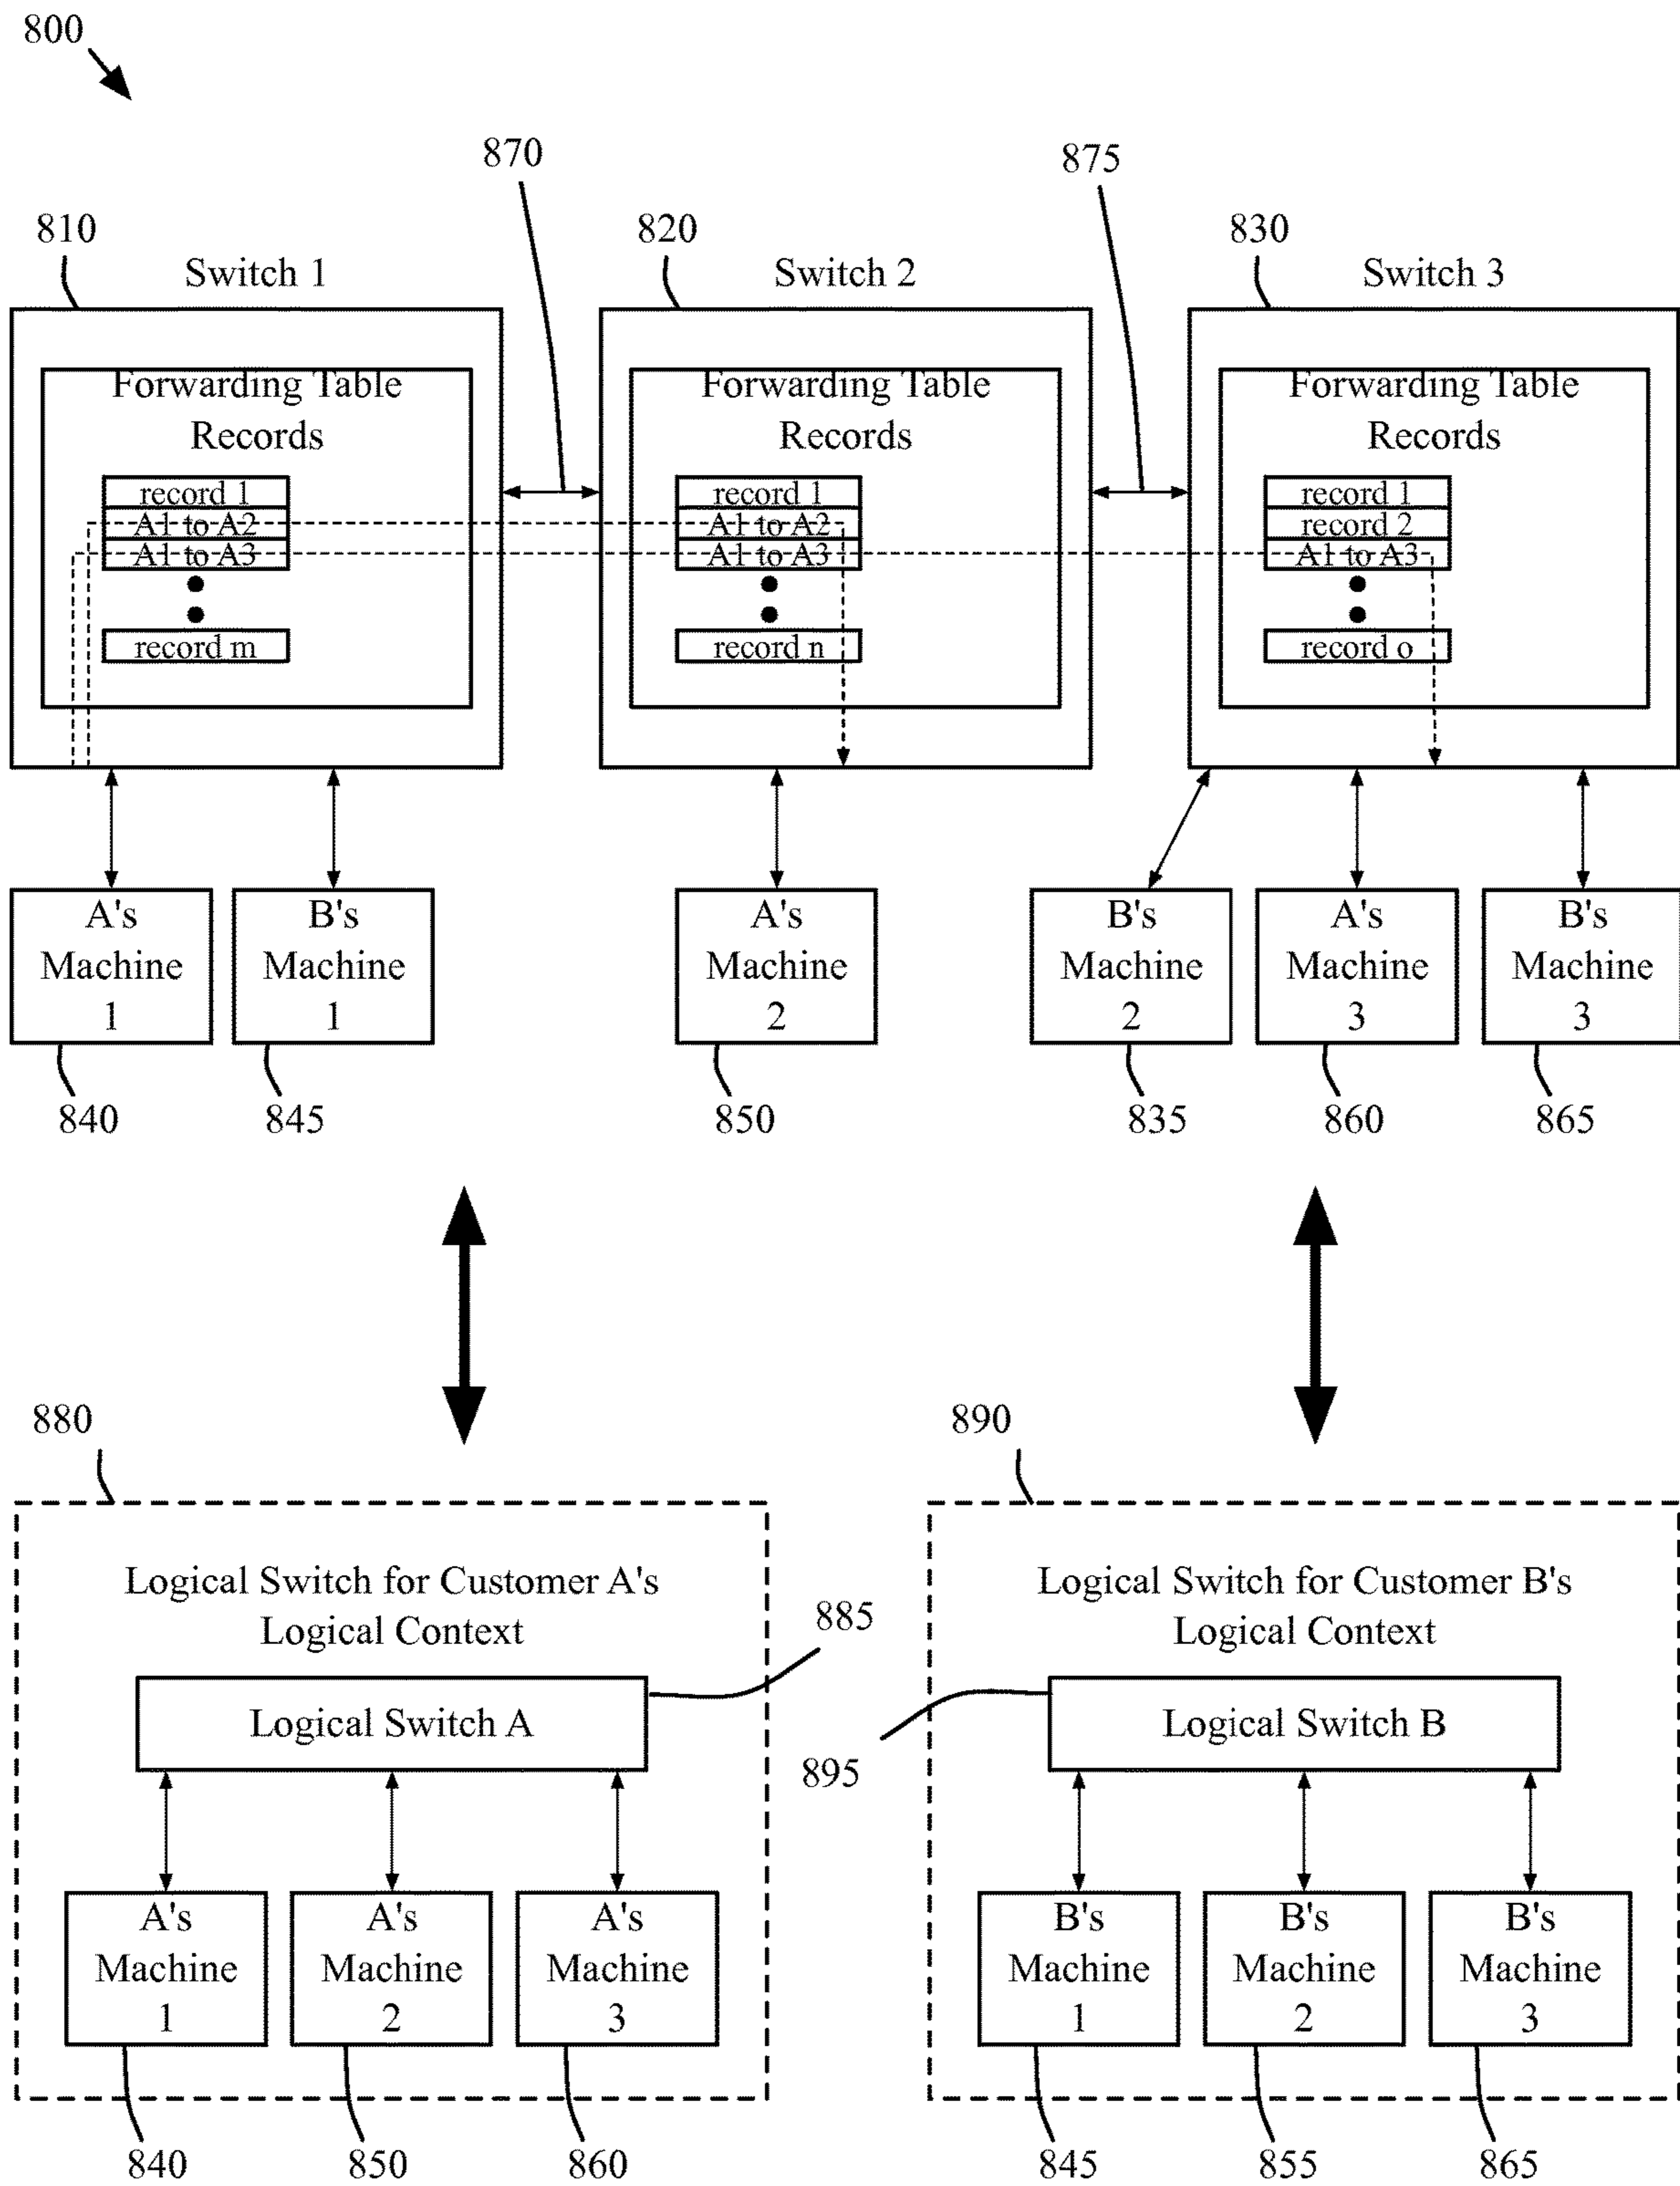 800
870
875
810
820
830
Switch 1
Switch 2
Switch 3
Forwarding Table
Records
record 1
A1 to A2
A1 to A3
record m
Forwarding Table
Records
record 1
A1 to A2
A1 to A3
record n
Forwarding Table
Records
record 1
record 2
A1 to A3
record o
A's
Machine
1
B's
Machine
1
A's
Machine
2
B's
Machine
2
A's
Machine
3
B's
Machine
3
840
845
850
835
860
865
880
890
Logical Switch for Customer A's
Logical Context
885
Logical Switch A
A's
Machine
1
A's
Machine
2
A's
Machine
3
840
850
860
Logical Switch for Customer B's
Logical Context
895
Logical Switch B
B's
Machine
1
B's
Machine
2
B's
Machine
3
845
855
865